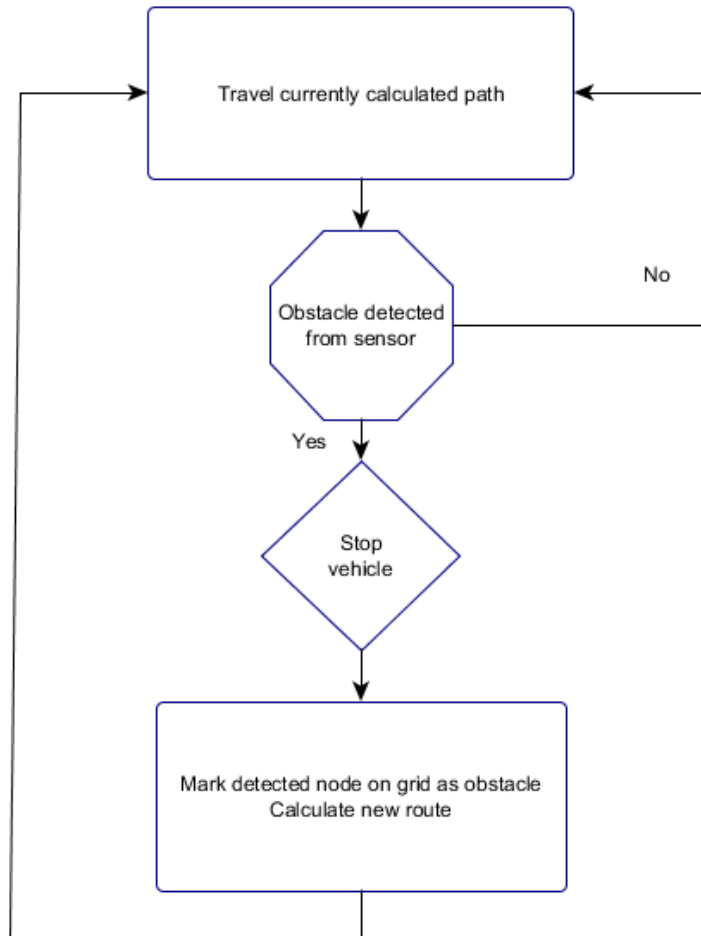 Travel currently calculated path
No
Obstacle detected
from sensor
Yes
Stop
vehicle
Mark detected node on grid as obstacle
Calculate new route